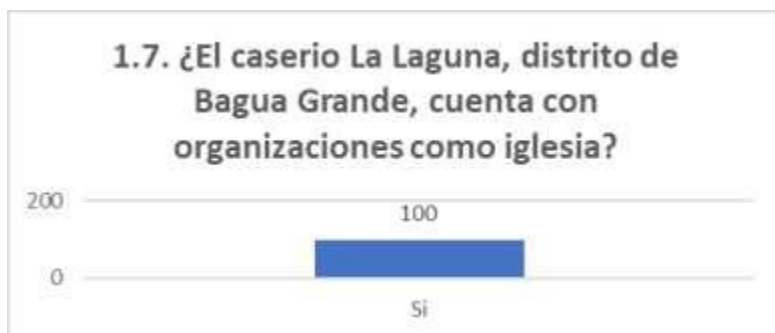 1.7. ¿El caserio La Laguna, distrito de
Bagua Grande, cuenta con
organizaciones como iglesia?
200
100
0
Si